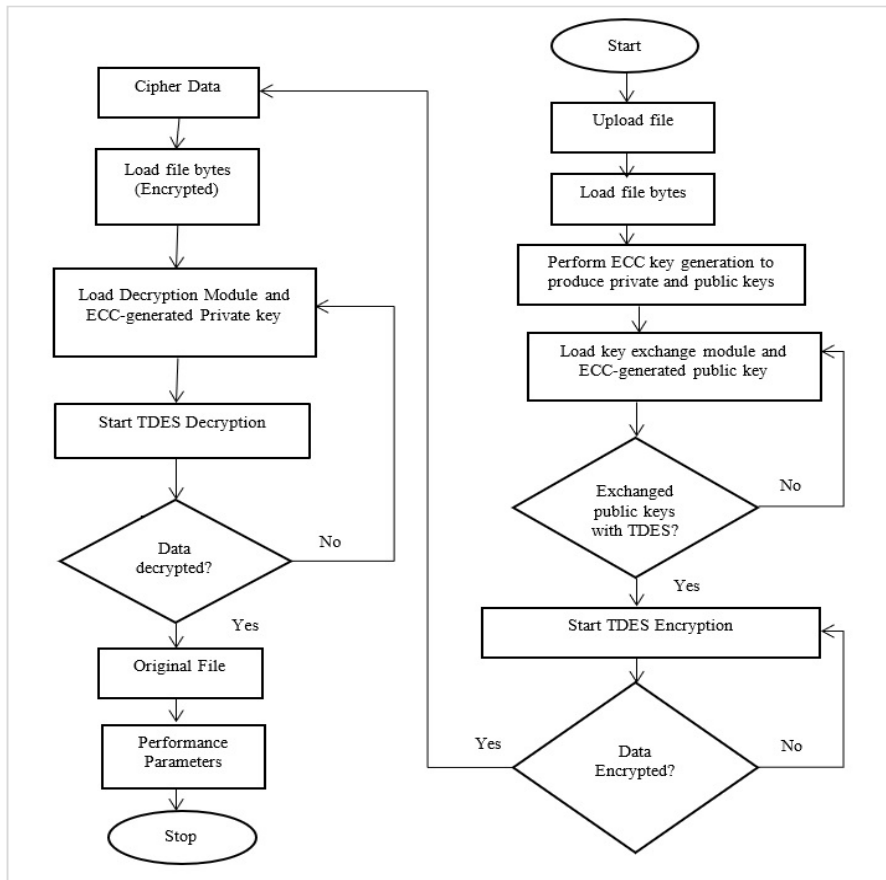 Start
Upload file
Load file bytes
Perform ECC key generation to
produce private and public keys
Load key exchange module and
ECC-generated public key
Exchanged
public keys
with TDES?
No
Yes
Start TDES Encryption
Data
Encrypted?
No
Yes
Cipher Data
Load file bytes
(Encrypted)
Load Decryption Module and
ECC-generated Private key
Start TDES Decryption
Data
decrypted?
No
Yes
Original File
Performance
Parameters
Stop